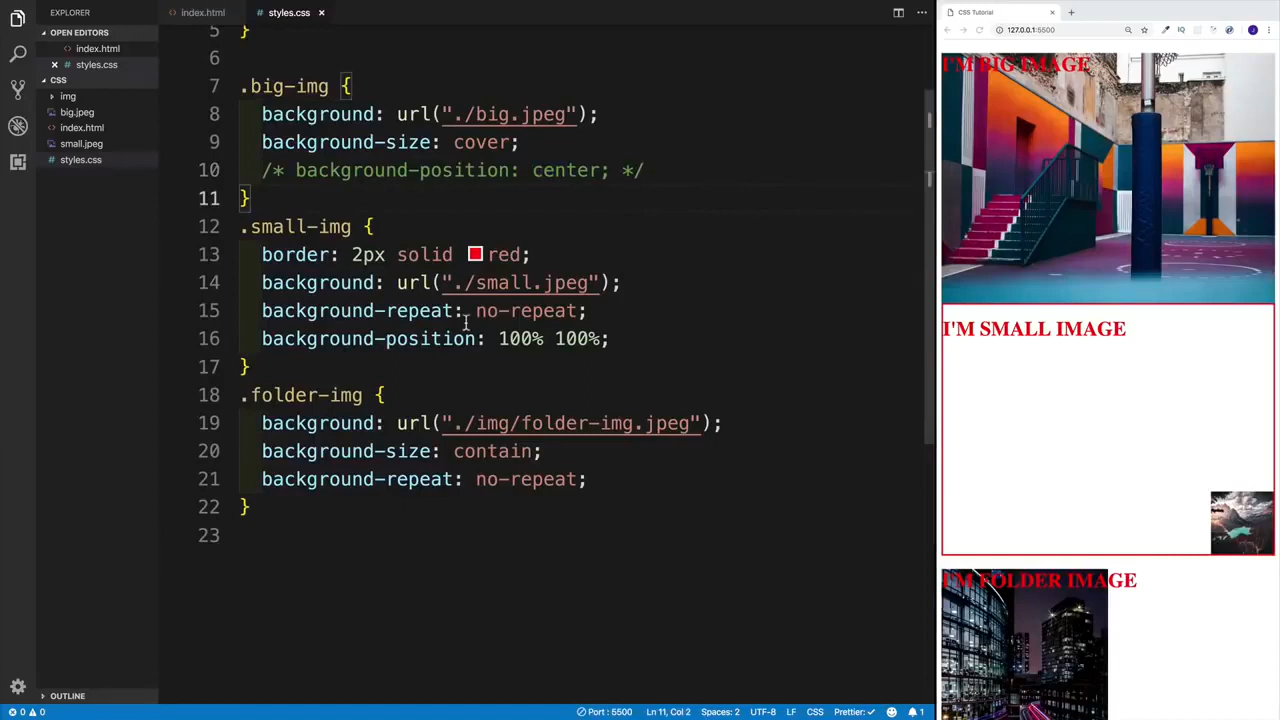 EXPLORER
OPEN EDITORS
index.html
styles.css
CSS
img
big.jpeg
index.html
small.jpeg
styles.css
OUTLINE
index.html
styles.css
5 }
6
7 .big-img {
8 background: url("./big.jpeg");
9 background-size: cover;
10 /* background-position: center; */
11 }
12 .small-img {
13 border: 2px solid red;
14 background: url("./small.jpeg");
15 background-repeat: no-repeat;
16 background-position: 100% 100%;
17 }
18 .folder-img {
19 background: url("./img/folder-img.jpeg");
20 background-size: contain;
21 background-repeat: no-repeat;
22 }
23
CSS Tutorial
127.0.0.1:5500
I'M BIG IMAGE
I'M SMALL IMAGE
I'M FOLDER IMAGE
0 0
Port : 5500 Ln 11, Col 2 Spaces: 2 UTF-8 LF CSS Prettier: ✓ 1